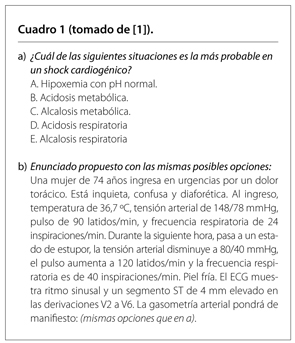 Cuadro 1 (tomado de [1]).
a) ¿Cuál de las siguientes situaciones es la más probable en
un shock cardiogénico?
A. Hipoxemia con pH normal.
B. Acidosis metabólica.
C. Alcalosis metabólica.
D. Acidosis respiratoria
E. Alcalosis respiratoria
b) Enunciado propuesto con las mismas posibles opciones:
Una mujer de 74 años ingresa en urgencias por un dolor
torácico. Está inquieta, confusa y diaforética. Al ingreso,
temperatura de 36,7 ºC, tensión arterial de 148/78 mmHg,
pulso de 90 latidos/min, y frecuencia respiratoria de 24
inspiraciones/min. Durante la siguiente hora, pasa a un esta-
do de estupor, la tensión arterial disminuye a 80/40 mmHg,
el pulso aumenta a 120 latidos/min y la frecuencia respi-
ratoria es de 40 inspiraciones/min. Piel fría. El ECG mues-
tra ritmo sinusal y un segmento ST de 4 mm elevado en
las derivaciones V2 a V6. La gasometría arterial pondrá de
manifiesto: (mismas opciones que en a).